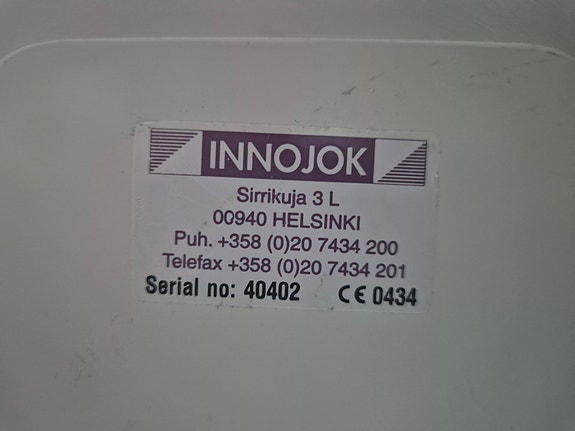 INNOJOK
Sirrikuja 3 L
00940 HELSINKI
Puh. +358 (0)20 7434 200
Telefax +358 (0)20 7434 201
Serial no: 40402 CE 0434